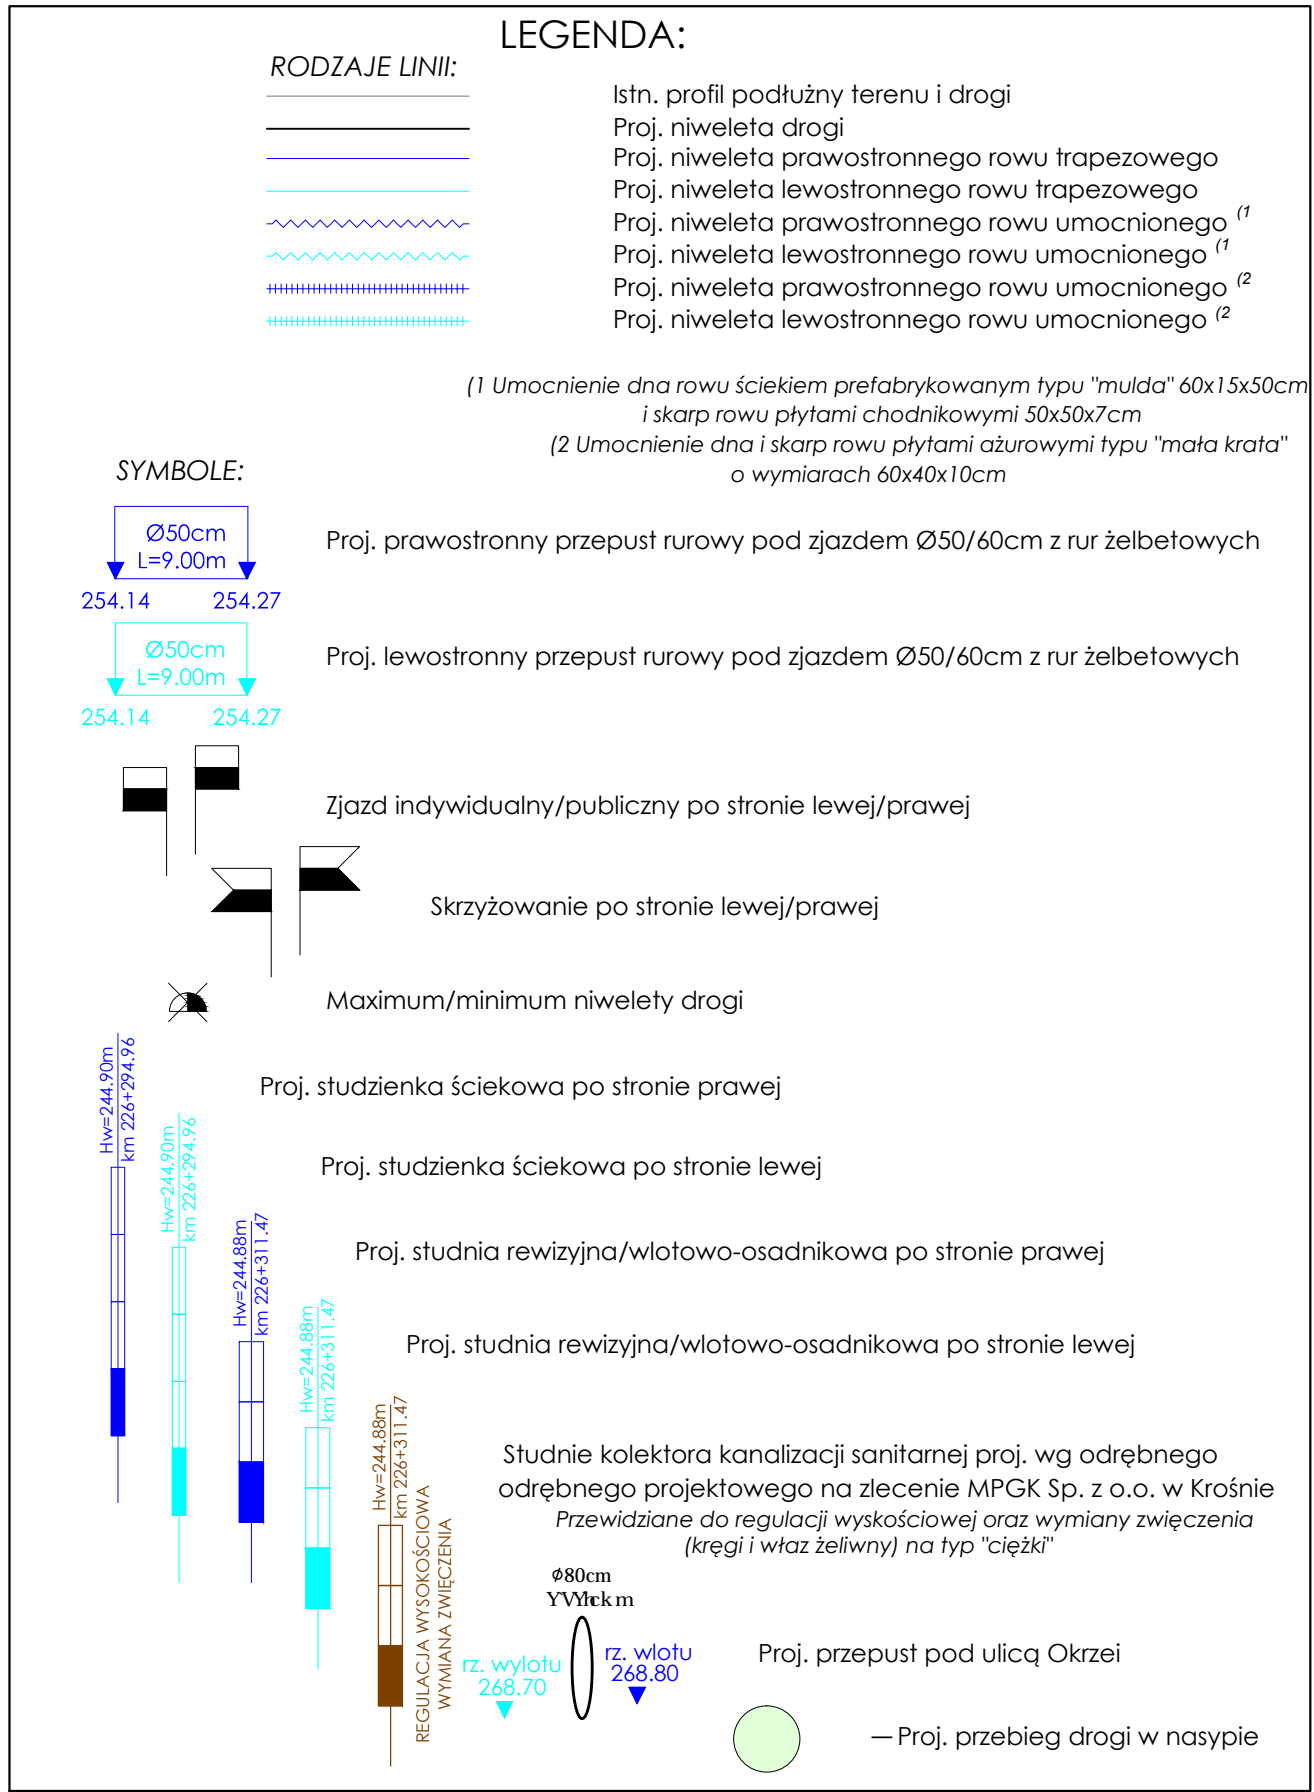 LEGENDA:
RODZAJE LINII:
Istn. profil podłużny terenu i drogi
Proj. niweleta drogi
Proj. niweleta prawostronnego rowu trapezowego
Proj. niweleta lewostronnego rowu trapezowego
Proj. niweleta prawostronnego rowu umocnionego (1
Proj. niweleta lewostronnego rowu umocnionego (1
Proj. niweleta prawostronnego rowu umocnionego (2
Proj. niweleta lewostronnego rowu umocnionego (2
(1 Umocnienie dna rowu ściekiem prefabrykowanym typu "mulda" 60x15x50cm
i skarp rowu płytami chodnikowymi 50x50x7cm
(2 Umocnienie dna i skarp rowu płytami ażurowymi typu "mała krata"
o wymiarach 60x40x10cm
SYMBOLE:
Ø50cm
L=9.00m
254.14 254.27
Proj. prawostronny przepust rurowy pod zjazdem Ø50/60cm z rur żelbetowych
Ø50cm
L=9.00m
254.14 254.27
Proj. lewostronny przepust rurowy pod zjazdem Ø50/60cm z rur żelbetowych
Zjazd indywidualny/publiczny po stronie lewej/prawej
Skrzyżowanie po stronie lewej/prawej
Maximum/minimum niwelety drogi
Hw=244.90m
km 226+294.96
Proj. studzienka ściekowa po stronie prawej
Hw=244.90m
km 226+294.96
Proj. studzienka ściekowa po stronie lewej
Hw=244.88m
km 226+311.47
Proj. studnia rewizyjna/wlotowo-osadnikowa po stronie prawej
Hw=244.88m
km 226+311.47
Proj. studnia rewizyjna/wlotowo-osadnikowa po stronie lewej
Hw=244.88m
km 226+311.47
REGULACJA WYSOKOŚCIOWA
WYMIANA ZWIĘCZENIA
Studnie kolektora kanalizacji sanitarnej proj. wg odrębnego
odrębnego projektowego na zlecenie MPGK Sp. z o.o. w Krośnie
Przewidziane do regulacji wyskościowej oraz wymiany zwięczenia
(kręgi i właz żeliwny) na typ "ciężki"
Ø80cm
rz. wylotu
268.70
rz. wlotu
268.80
Proj. przepust pod ulicą Okrzei
— Proj. przebieg drogi w nasypie